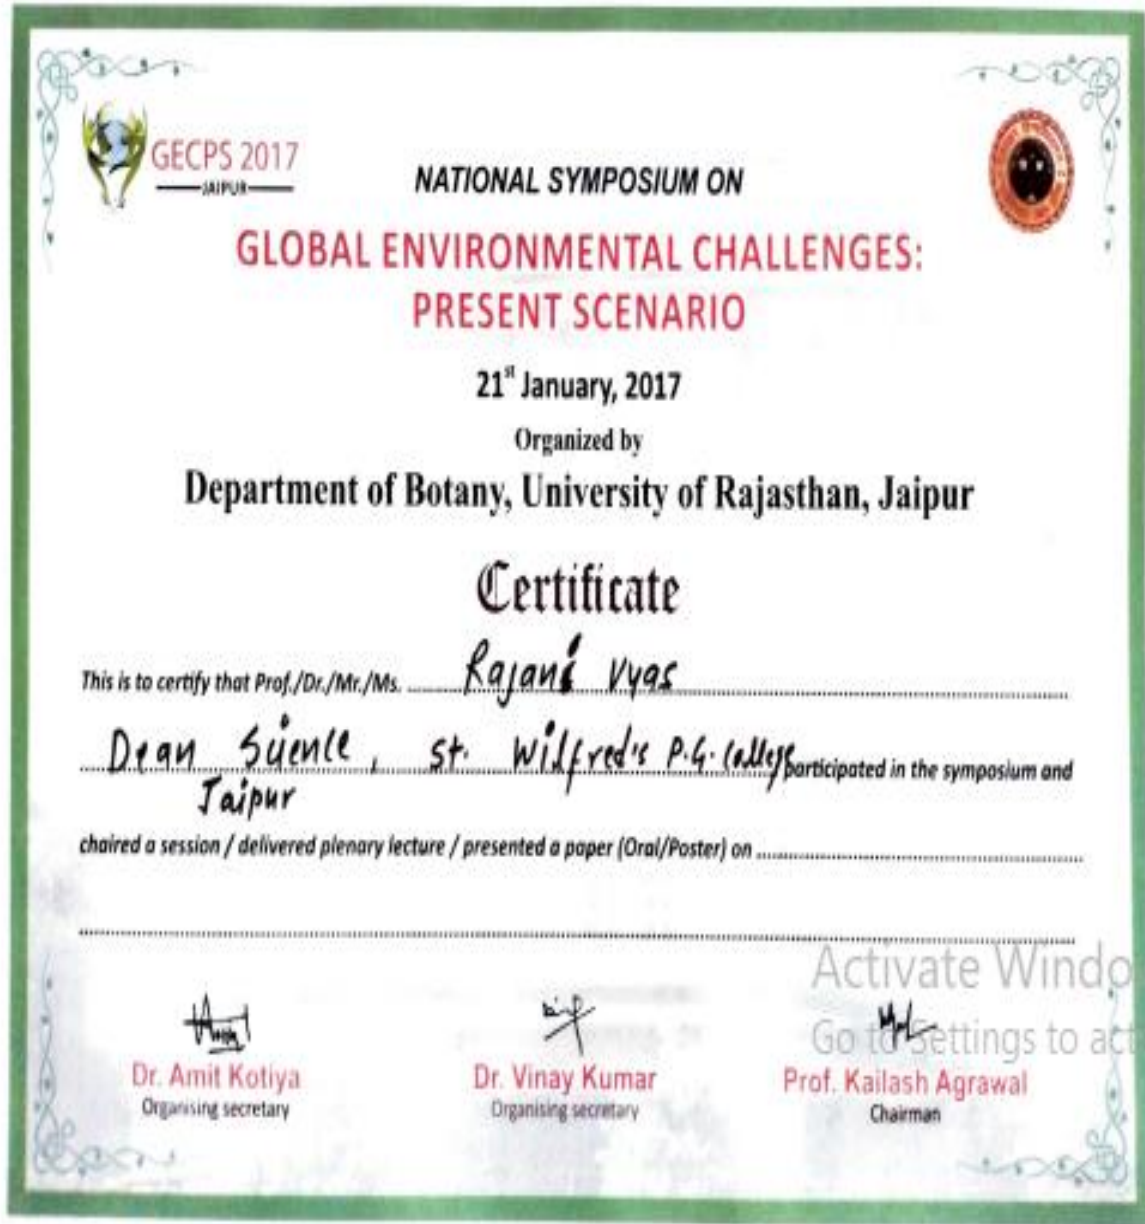 GECPS 2017
JAIPUR
NATIONAL SYMPOSIUM ON
GLOBAL ENVIRONMENTAL CHALLENGES:
PRESENT SCENARIO
21st January, 2017
Organized by
Department of Botany, University of Rajasthan, Jaipur
Certificate
This is to certify that Prof./Dr./Mr./Ms. Rajani Vyas
Dean Science, St. Wilfred's P.G. College participated in the symposium and
Jaipur
chaired a session / delivered plenary lecture / presented a paper (Oral/Poster) on
Activate Windo
Go to Settings to act
Dr. Amit Kotiya
Organising secretary
Dr. Vinay Kumar
Organising secretary
Prof. Kailash Agrawal
Chairman